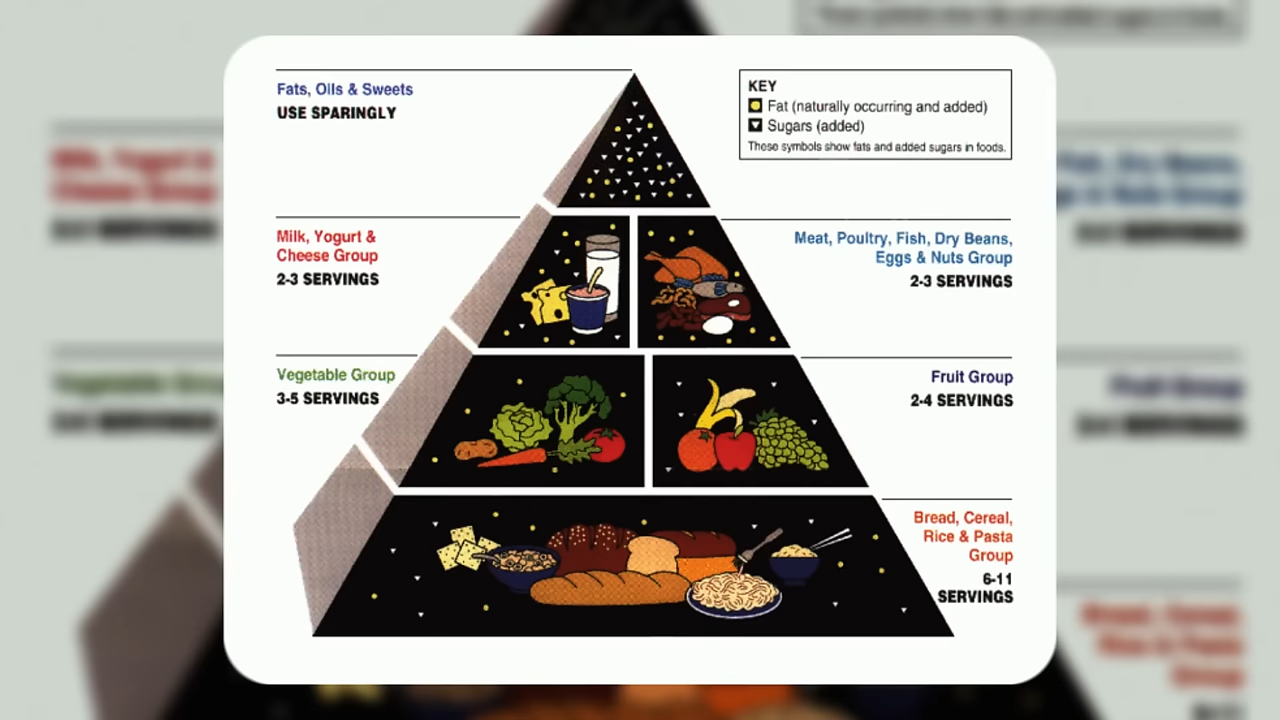 Fats, Oils & Sweets
USE SPARINGLY
KEY
Fat (naturally occurring and added)
Sugars (added)
These symbols show fats and added sugars in foods.
Milk, Yogurt &
Cheese Group
2-3 SERVINGS
Meat, Poultry, Fish, Dry Beans,
Eggs & Nuts Group
2-3 SERVINGS
Vegetable Group
3-5 SERVINGS
Fruit Group
2-4 SERVINGS
Bread, Cereal,
Rice & Pasta
Group
6-11
SERVINGS